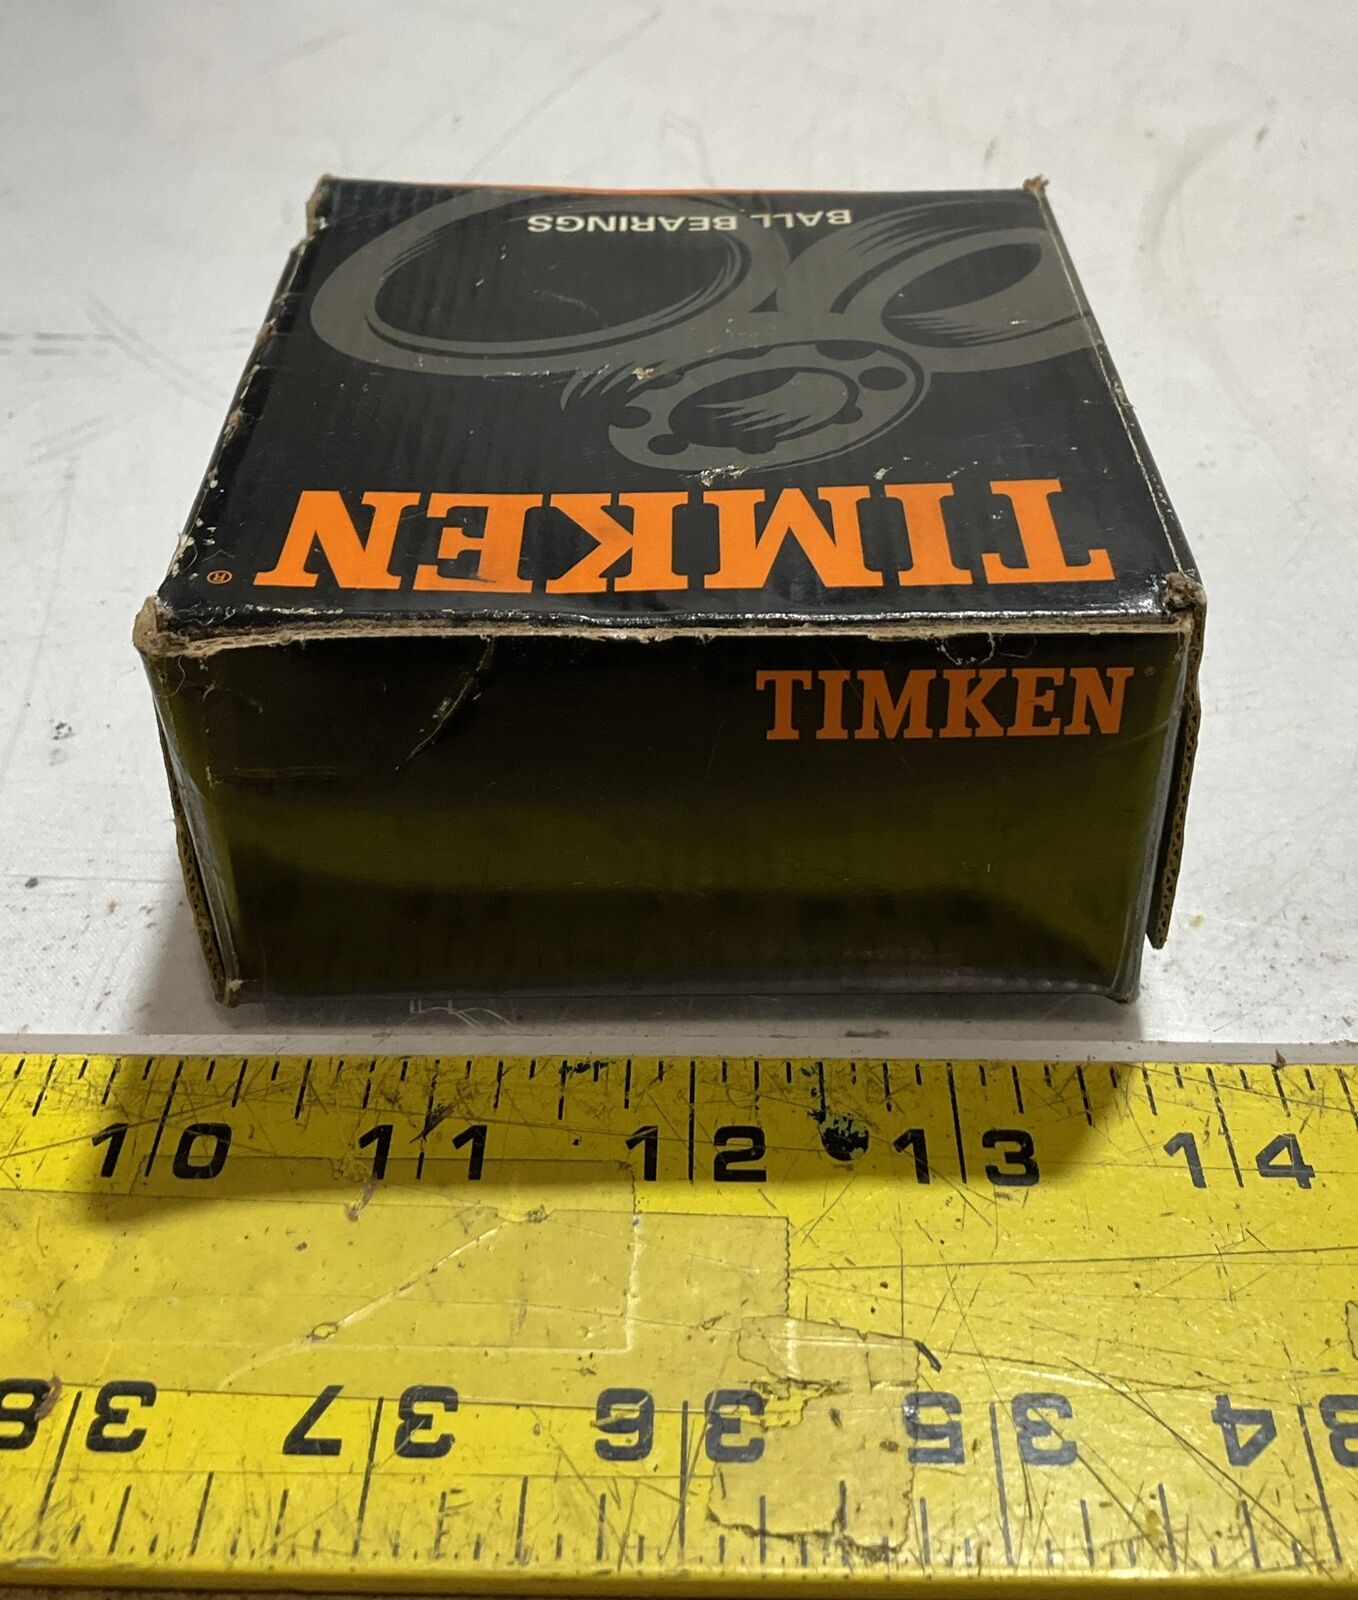 BALL BEARINGS
TIMKEN®
TIMKEN®
10 11 12 13 14
38 37 36 35 34